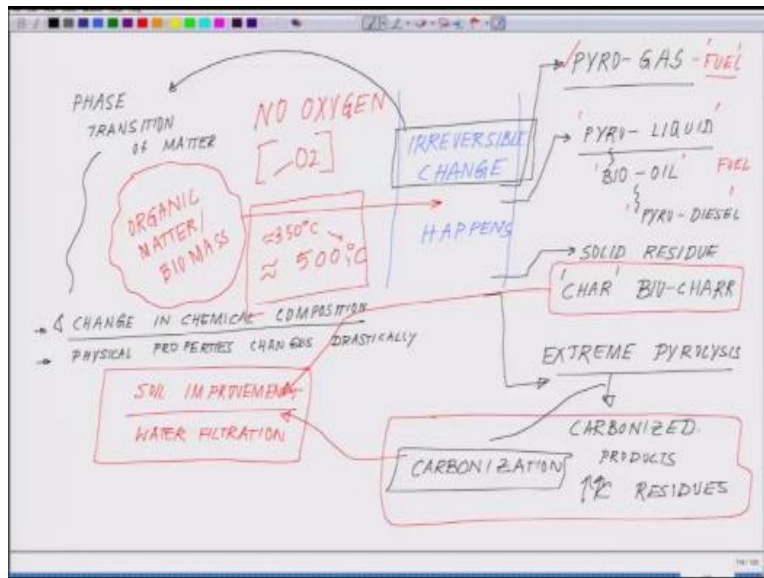 PHASE
TRANSITION
OF MATTER
NO OXYGEN
[-O2]
ORGANIC
MATTER/
BIOMASS
≈350°C
≈ 500°C
IRREVERSIBLE
CHANGE
HAPPENS
PYRO-GAS - 'FUEL'
'PYRO-LIQUID'
'BIO-OIL' FUEL
'PYRO-DIESEL'
SOLID RESIDUE
'CHAR' BIO-CHARR
& CHANGE IN CHEMICAL COMPOSITION
PHYSICAL PROPERTIES CHANGES DRASTICALLY
SOIL IMPROVEMENT
WATER FILTRATION
EXTREME PYROLYSIS
CARBONIZATION
CARBONIZED
PRODUCTS
↑↑C RESIDUES